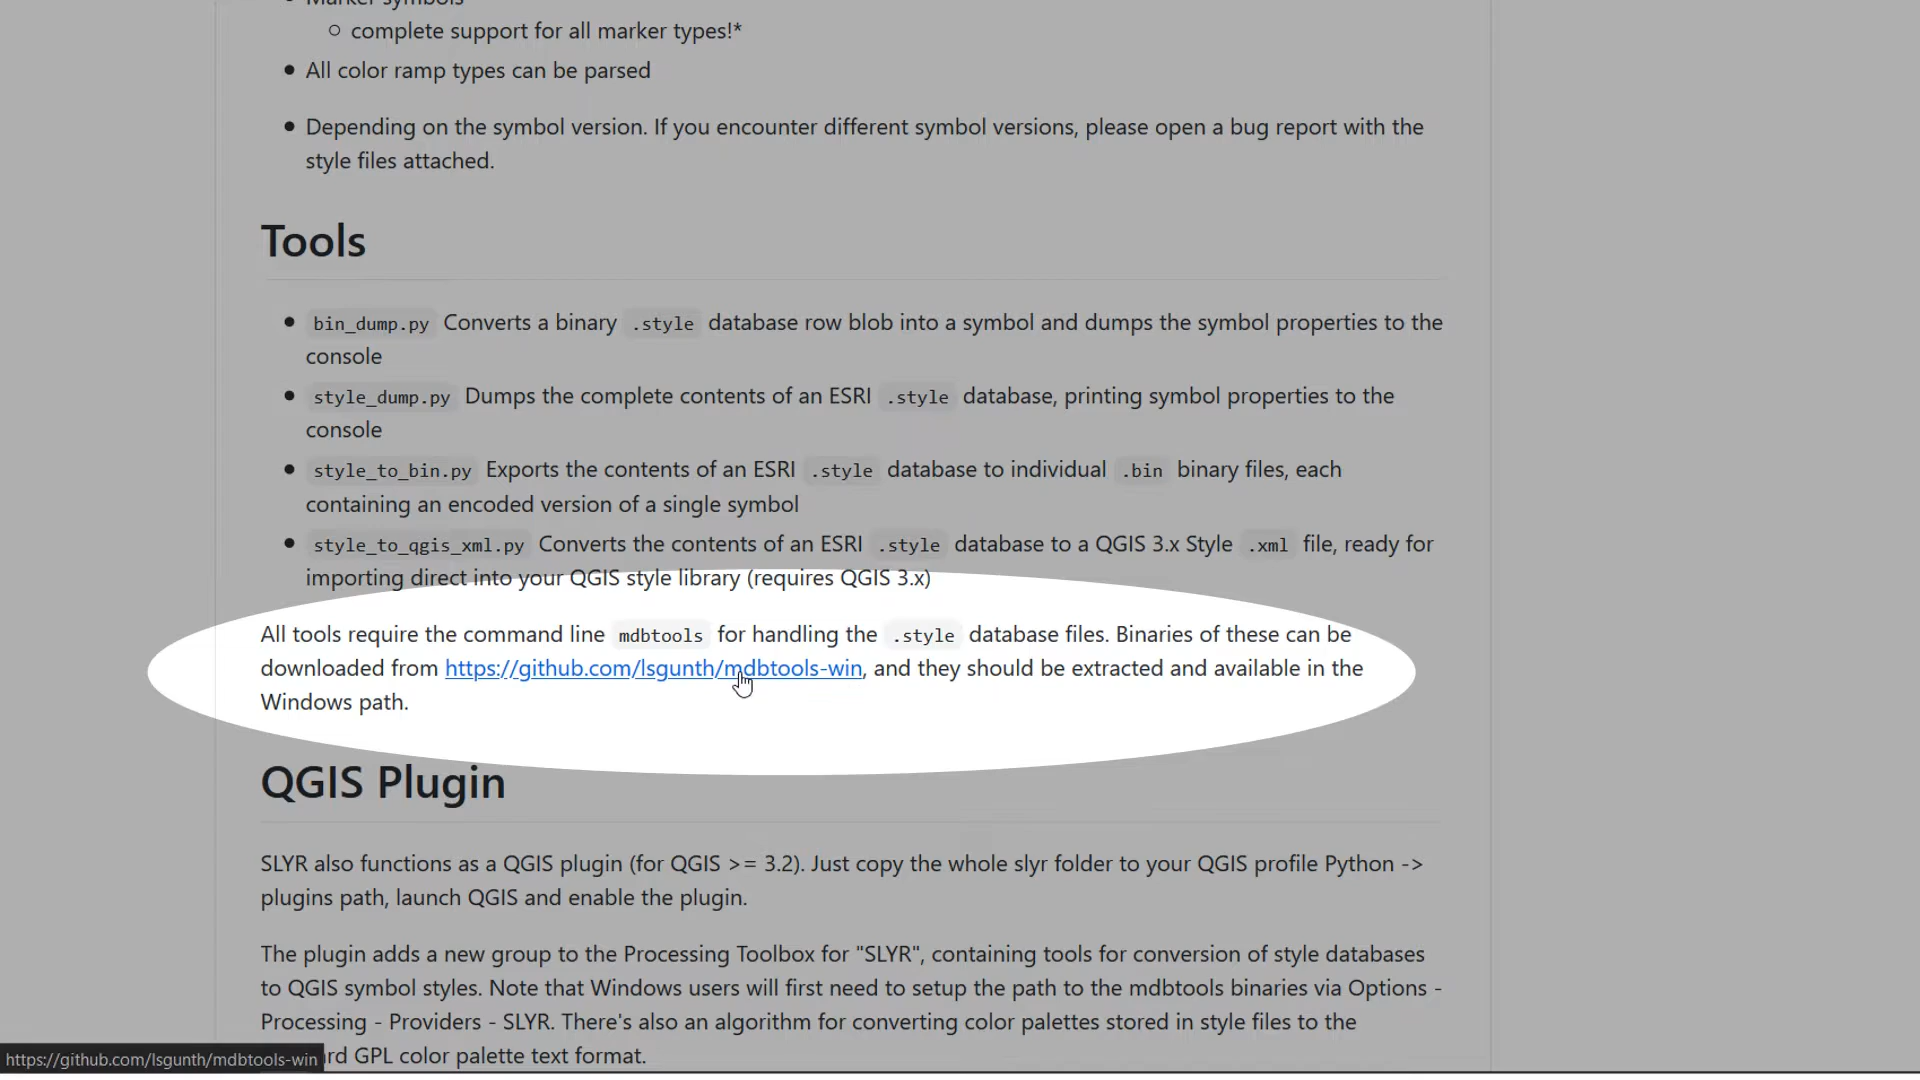 Marker symbols
complete support for all marker types!*
All color ramp types can be parsed
Depending on the symbol version. If you encounter different symbol versions, please open a bug report with the
style files attached.
Tools
bin_dump.py Converts a binary .style database row blob into a symbol and dumps the symbol properties to the
console
style_dump.py Dumps the complete contents of an ESRI .style database, printing symbol properties to the
console
style_to_bin.py Exports the contents of an ESRI .style database to individual .bin binary files, each
containing an encoded version of a single symbol
style_to_qgis_xml.py Converts the contents of an ESRI .style database to a QGIS 3.x Style .xml file, ready for
importing direct into your QGIS style library (requires QGIS 3.x)
All tools require the command line mdbtools for handling the .style database files. Binaries of these can be
downloaded from https://github.com/lsgunth/mdbtools-win, and they should be extracted and available in the
Windows path.
QGIS Plugin
SLYR also functions as a QGIS plugin (for QGIS >= 3.2). Just copy the whole slyr folder to your QGIS profile Python ->
plugins path, launch QGIS and enable the plugin.
The plugin adds a new group to the Processing Toolbox for "SLYR", containing tools for conversion of style databases
to QGIS symbol styles. Note that Windows users will first need to setup the path to the mdbtools binaries via Options -
Processing - Providers - SLYR. There's also an algorithm for converting color palettes stored in style files to the
rd GPL color palette text format.
https://github.com/lsgunth/mdbtools-win